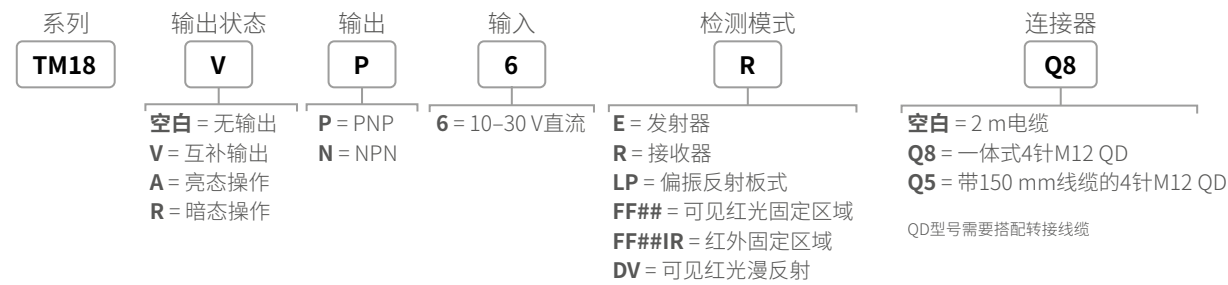 系列 输出状态 输出 输入 检测模式 连接器
TM18 V P 6 R Q8
空白 = 无输出
V = 互补输出
A = 亮态操作
R = 暗态操作
P = PNP
N = NPN
6 = 10–30 V直流
E = 发射器
R = 接收器
LP = 偏振反射板式
FF## = 可见红光固定区域
FF##IR = 红外固定区域
DV = 可见红光漫反射
空白 = 2 m电缆
Q8 = 一体式4针M12 QD
Q5 = 带150 mm线缆的4针M12 QD
QD型号需要搭配转接线缆